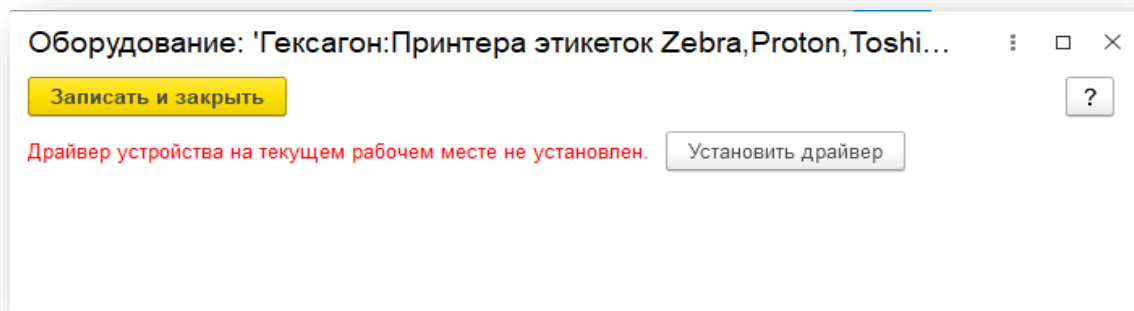 Оборудование: 'Гексагон:Принтера этикеток Zebra,Proton,Toshi...
Записать и закрыть
?
Драйвер устройства на текущем рабочем месте не установлен.
Установить драйвер